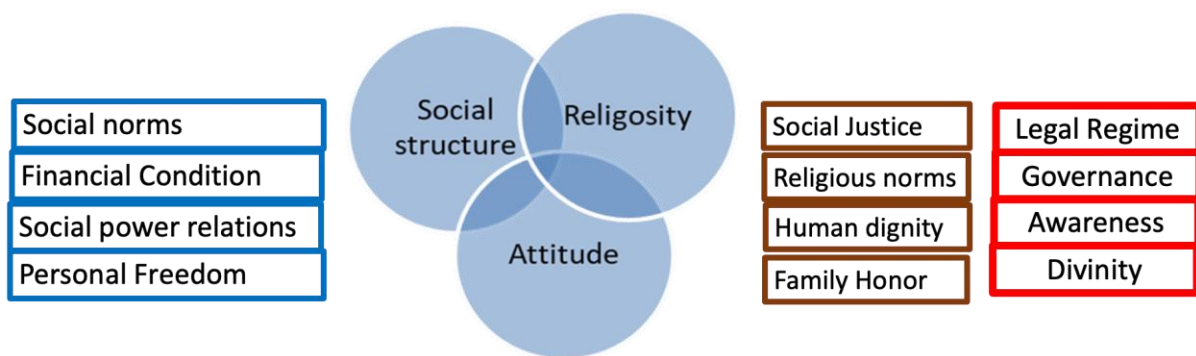 Social norms
Financial Condition
Social power relations
Personal Freedom
Social
structure
Religosity
Attitude
Social Justice
Religious norms
Human dignity
Family Honor
Legal Regime
Governance
Awareness
Divinity